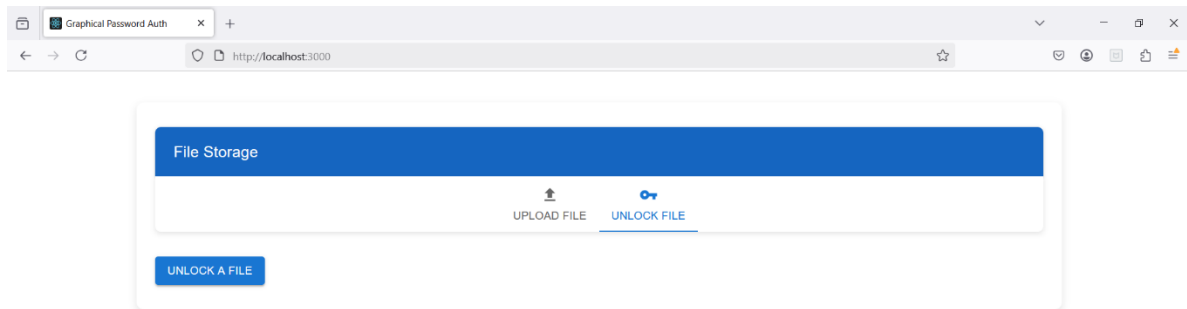 Graphical Password Auth
http://localhost:3000
File Storage
UPLOAD FILE UNLOCK FILE
UNLOCK A FILE